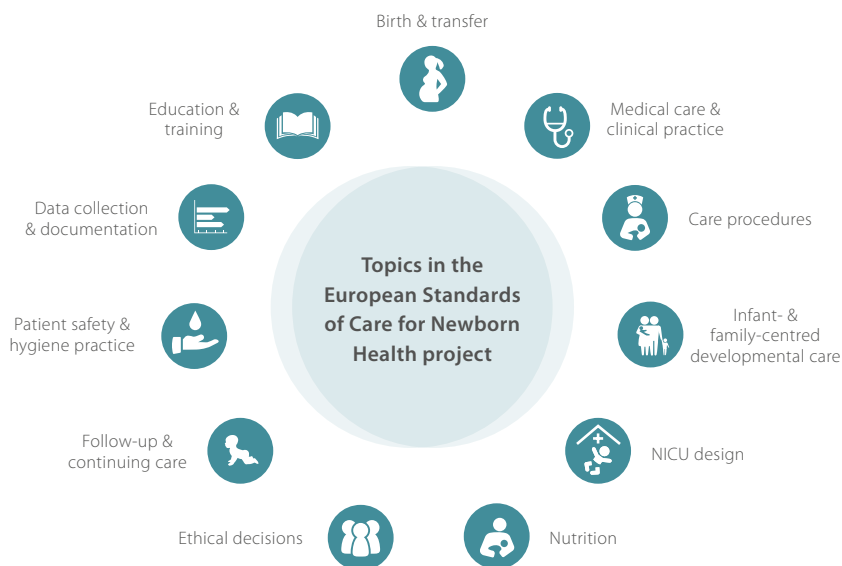 Birth & transfer
Medical care &
clinical practice
Care procedures
Infant- &
family-centred
developmental care
NICU design
Nutrition
Ethical decisions
Follow-up &
continuing care
Patient safety &
hygiene practice
Data collection
& documentation
Education &
training
Topics in the
European Standards
of Care for Newborn
Health project